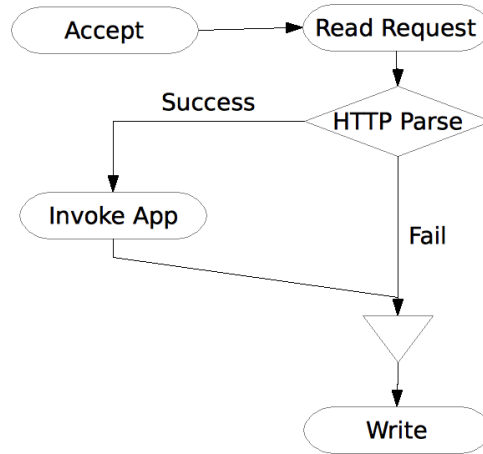 Accept
Read Request
Success
HTTP Parse
Invoke App
Fail
Write